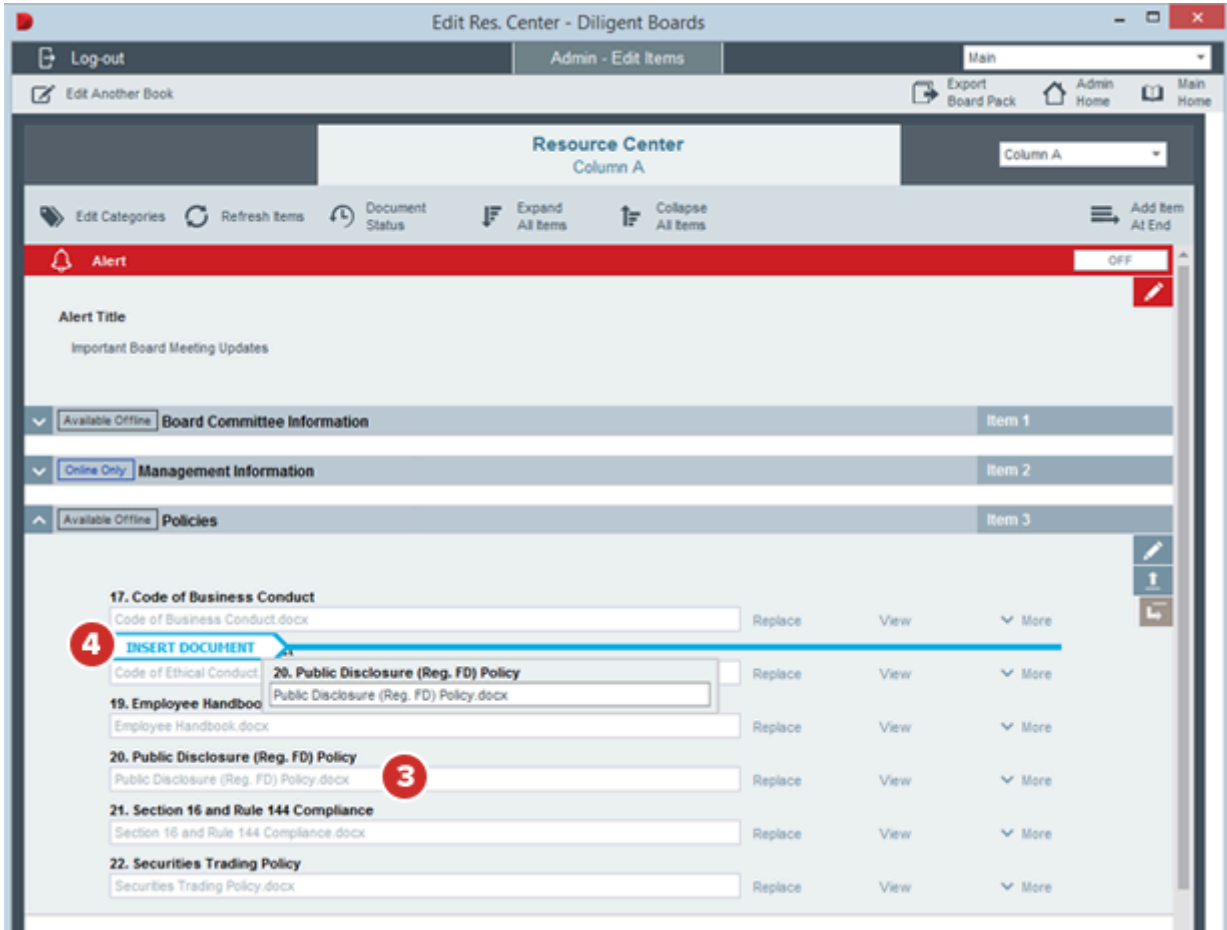 Edit Res. Center - Diligent Boards
Log-out
Admin - Edit Items
Main
Edit Another Book
Export
Board Pack
Admin
Home
Main
Home
Resource Center
Column A
Column A
Edit Categories
Refresh Items
Document
Status
Expand
All Items
Collapse
All Items
Add Item
At End
Alert
OFF
Alert Title
Important Board Meeting Updates
Available Offline Board Committee Information Item 1
Online Only Management Information Item 2
Available Offline Policies Item 3
17. Code of Business Conduct
Code of Business Conduct.docx Replace View More
4 INSERT DOCUMENT
Code of Ethical Conduct. Replace View More
20. Public Disclosure (Reg. FD) Policy
Public Disclosure (Reg. FD) Policy.docx
19. Employee Handboo
Employee Handbook.docx Replace View More
20. Public Disclosure (Reg. FD) Policy
Public Disclosure (Reg. FD) Policy.docx 3 Replace View More
21. Section 16 and Rule 144 Compliance
Section 16 and Rule 144 Compliance.docx Replace View More
22. Securities Trading Policy
Securities Trading Policy.docx Replace View More